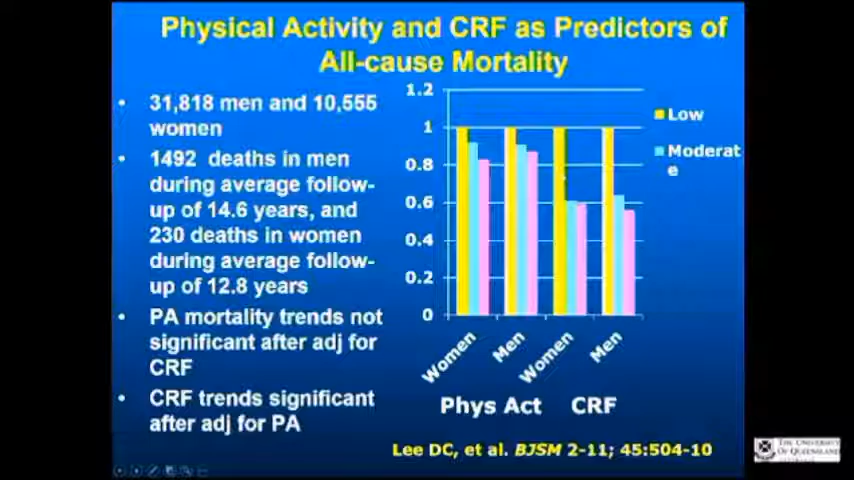 Physical Activity and CRF as Predictors of
All-cause Mortality
• 31,818 men and 10,555
women
• 1492 deaths in men
during average follow-
up of 14.6 years, and
230 deaths in women
during average follow-
up of 12.8 years
• PA mortality trends not
significant after adj for
CRF
• CRF trends significant
after adj for PA
1.2
1
0.8
0.6
0.4
0.2
0
Women
Men
Women
Men
Phys Act
CRF
Low
Moderat
e
Lee DC, et al. BJSM 2-11; 45:504-10
THE UNIVERSITY
OF QUEENSLAND